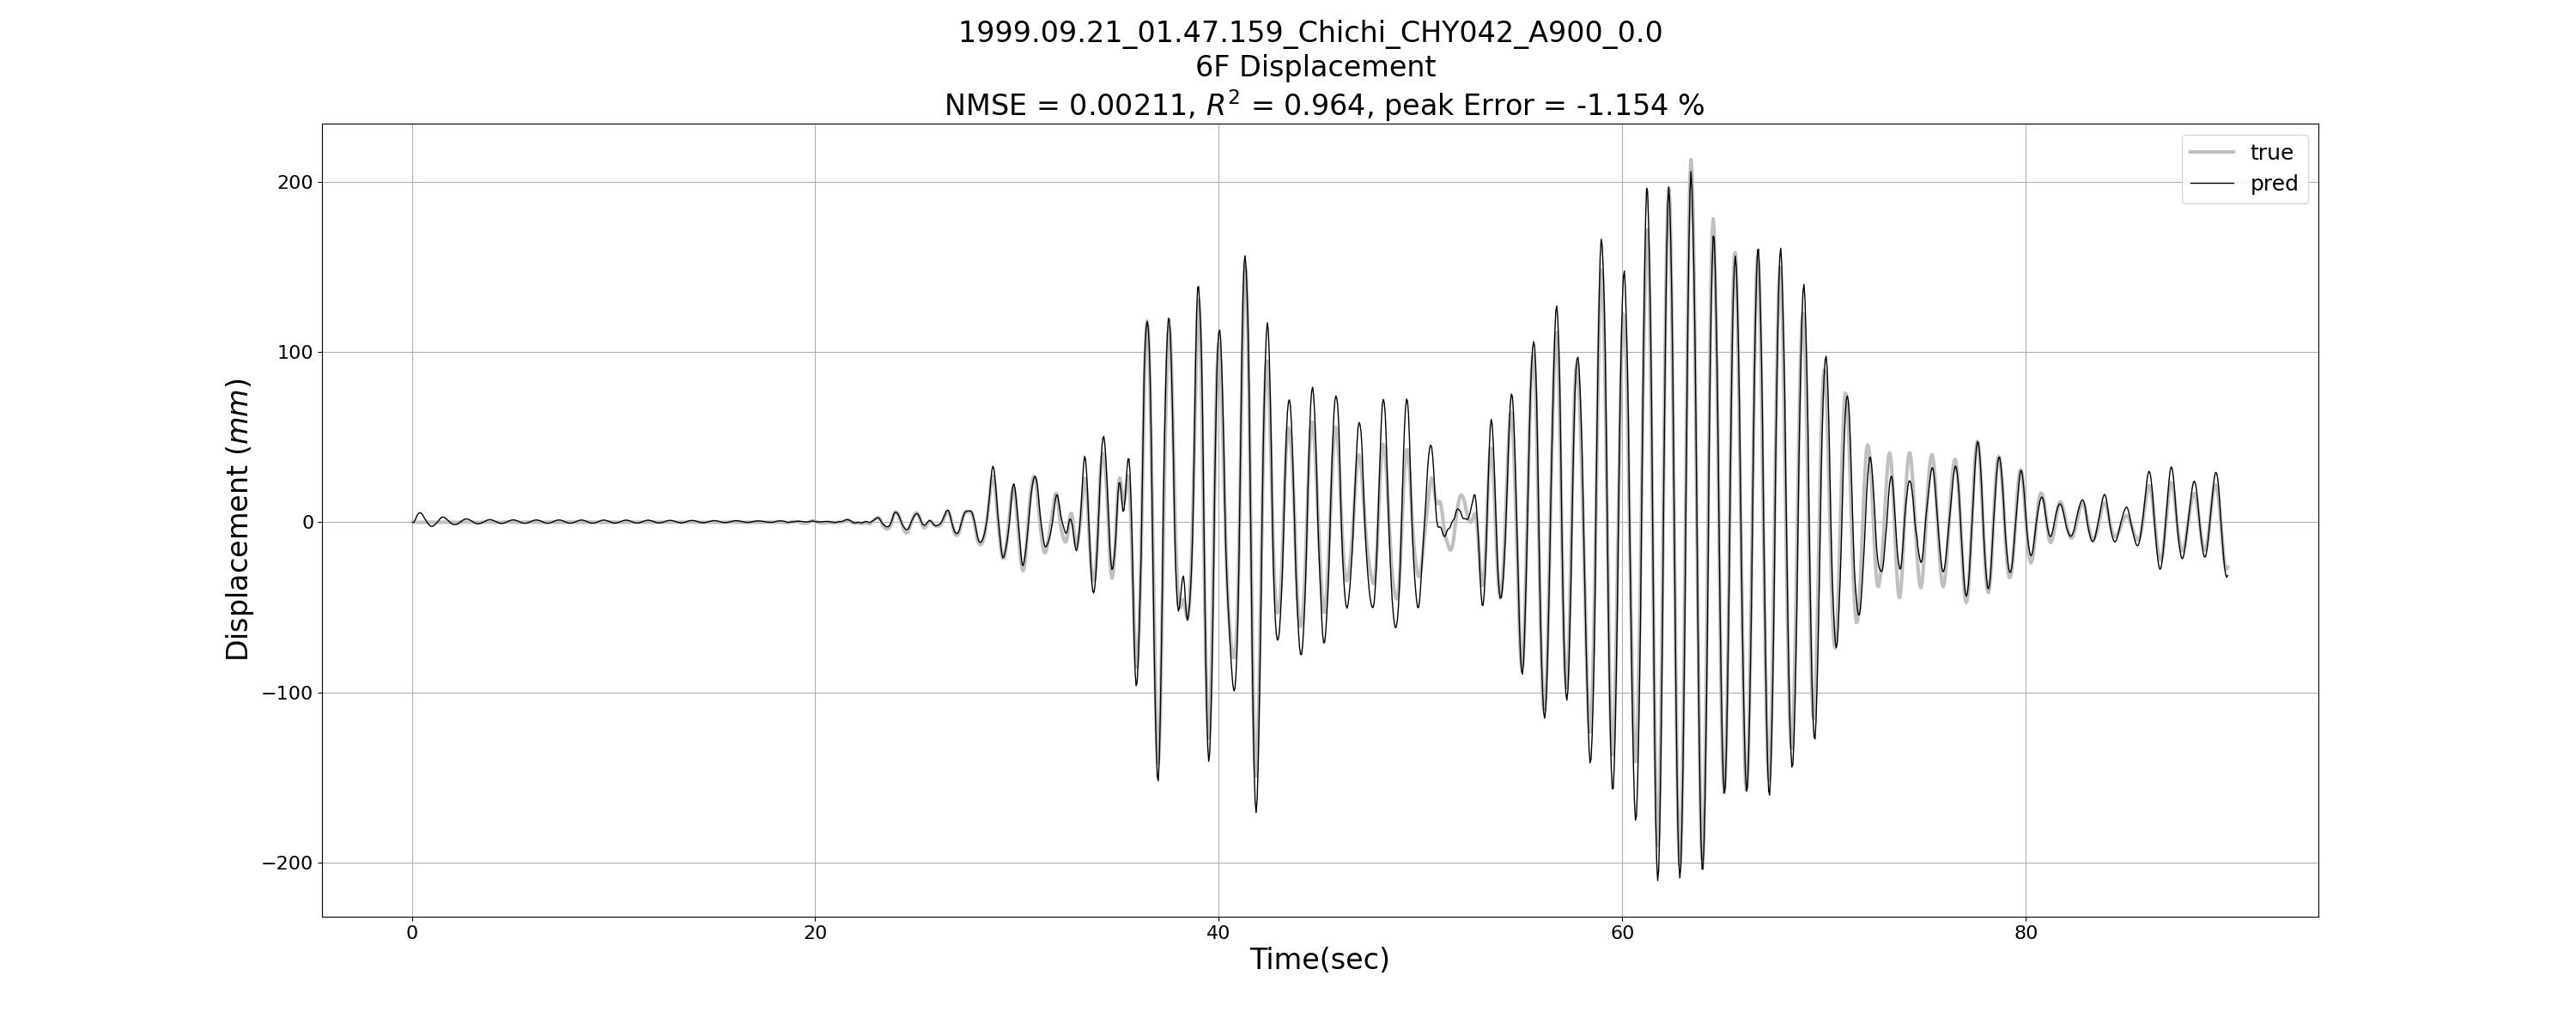 1999.09.21_01.47.159_Chichi_CHY042_A900_0.0
6F Displacement
NMSE = 0.00211, R² = 0.964, peak Error = -1.154 %
true
pred
200
100
0
−100
−200
Displacement (mm)
0 20 40 60 80
Time(sec)